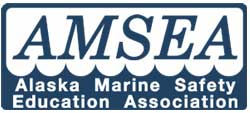 AMSEA
Alaska Marine Safety
Education Association